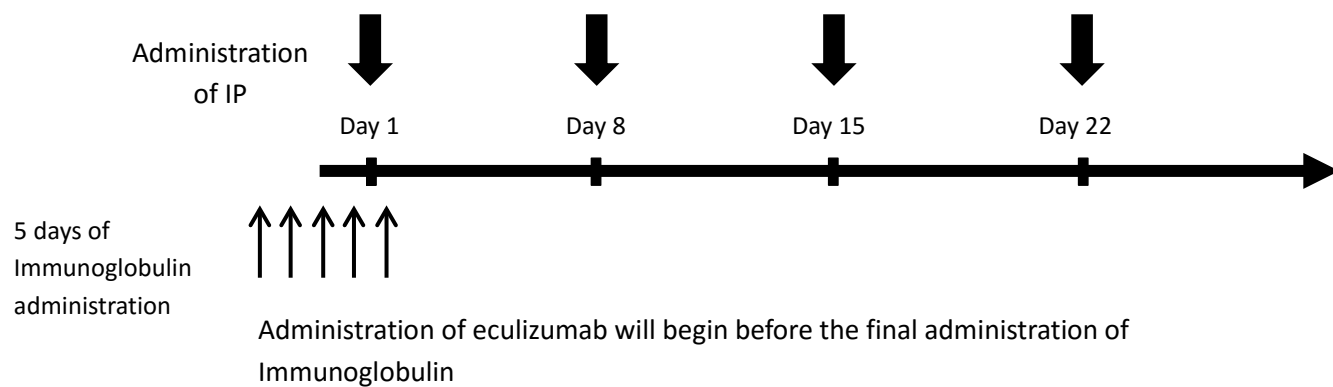 Administration
of IP
Day 1
Day 8
Day 15
Day 22
5 days of
Immunoglobulin
administration
Administration of eculizumab will begin before the final administration of
Immunoglobulin